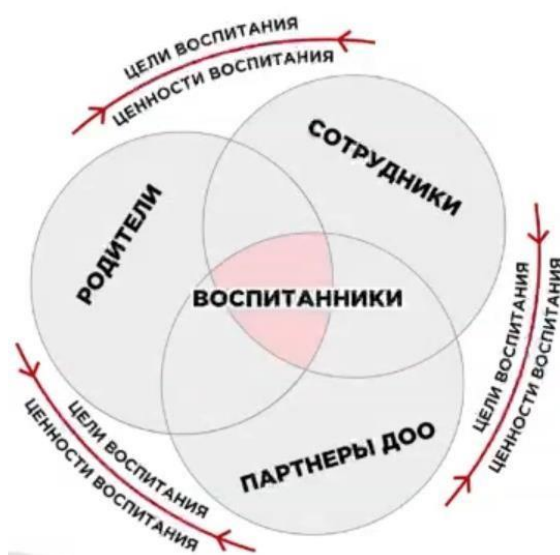 ЦЕЛИ ВОСПИТАНИЯ
ЦЕННОСТИ ВОСПИТАНИЯ
СОТРУДНИКИ
РОДИТЕЛИ
ВОСПИТАННИКИ
ЦЕЛИ ВОСПИТАНИЯ
ЦЕННОСТИ ВОСПИТАНИЯ
ЦЕЛИ ВОСПИТАНИЯ
ЦЕННОСТИ ВОСПИТАНИЯ
ПАРТНЕРЫ ДОО